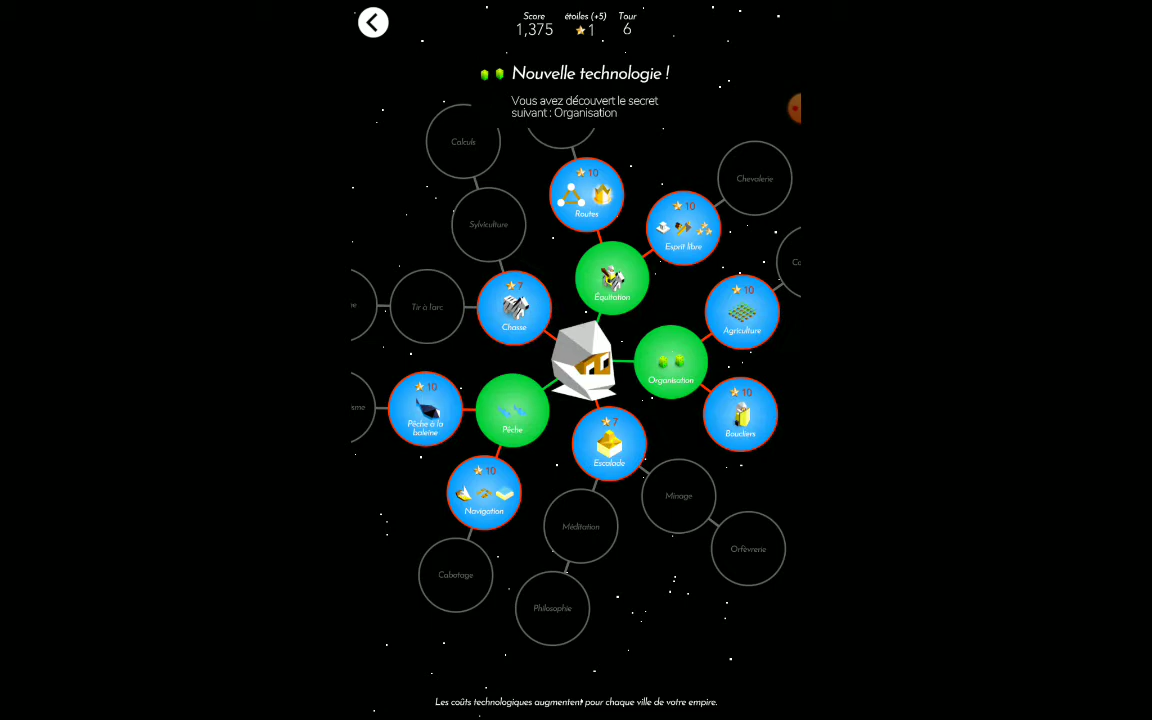 Score
étoiles (+5)
Tour
1,375
1
6
Nouvelle technologie !
Vous avez découvert le secret
suivant : Organisation
Calculs
10
Routes
Chevalerie
10
Esprit libre
Sylviculture
Équitation
Co
7
Chasse
Tir à l'arc
10
Agriculture
Organisation
10
Pêche à la
baleine
Pêche
sme
10
Boucliers
7
Escalade
10
Navigation
Minage
Méditation
Orfèvrerie
Cabotage
Philosophie
Les coûts technologiques augmentent pour chaque ville de votre empire.